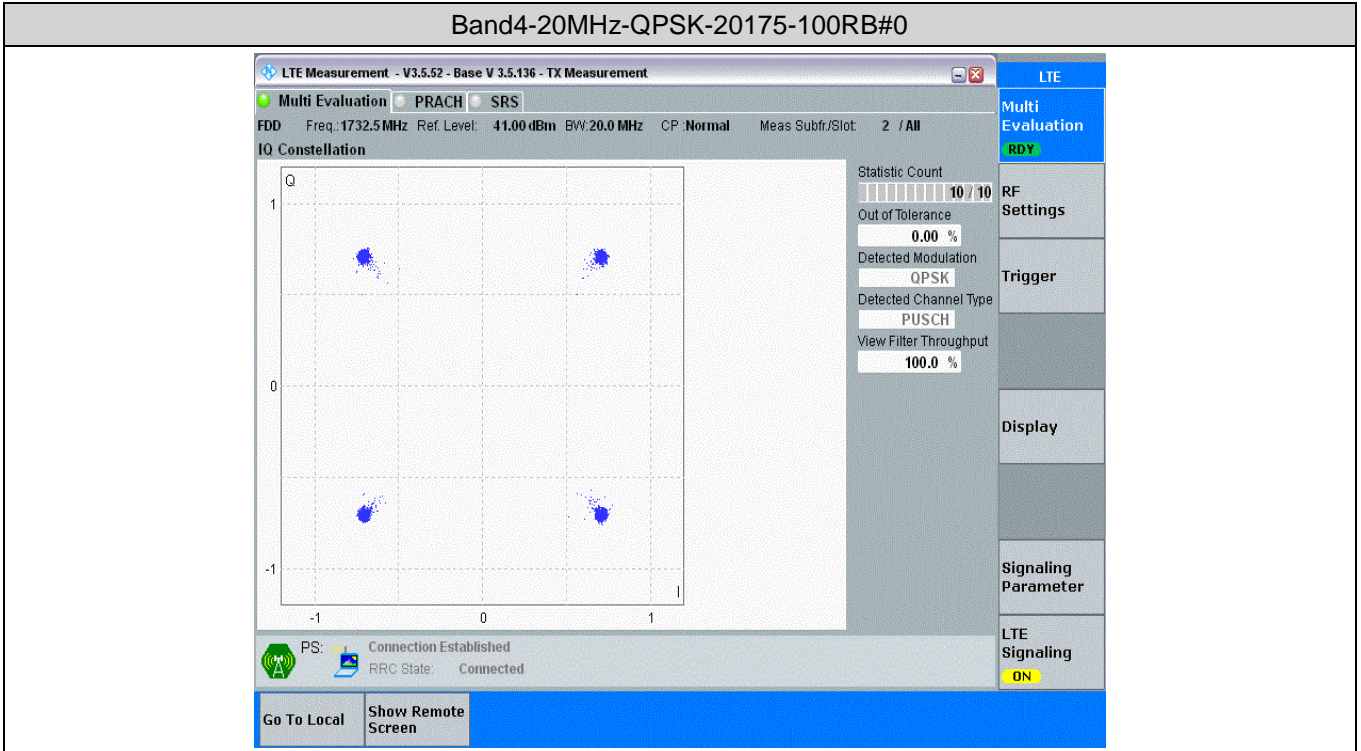 Band4-20MHz-QPSK-20175-100RB#0
LTE Measurement - V3.5.52 - Base V 3.5.136 - TX Measurement
LTE
Multi Evaluation PRACH SRS
FDD Freq.:1732.5 MHz Ref. Level: 41.00 dBm BW:20.0 MHz CP :Normal Meas Subfr./Slot: 2 / All
IQ Constellation
Q
1
0
-1
-1 0 1
I
Statistic Count
10 / 10
Out of Tolerance
0.00 %
Detected Modulation
QPSK
Detected Channel Type
PUSCH
View Filter Throughput
100.0 %
Multi
Evaluation
RDY
RF
Settings
Trigger
Display
Signaling
Parameter
LTE
Signaling
ON
PS: Connection Established
RRC State: Connected
Go To Local
Show Remote
Screen